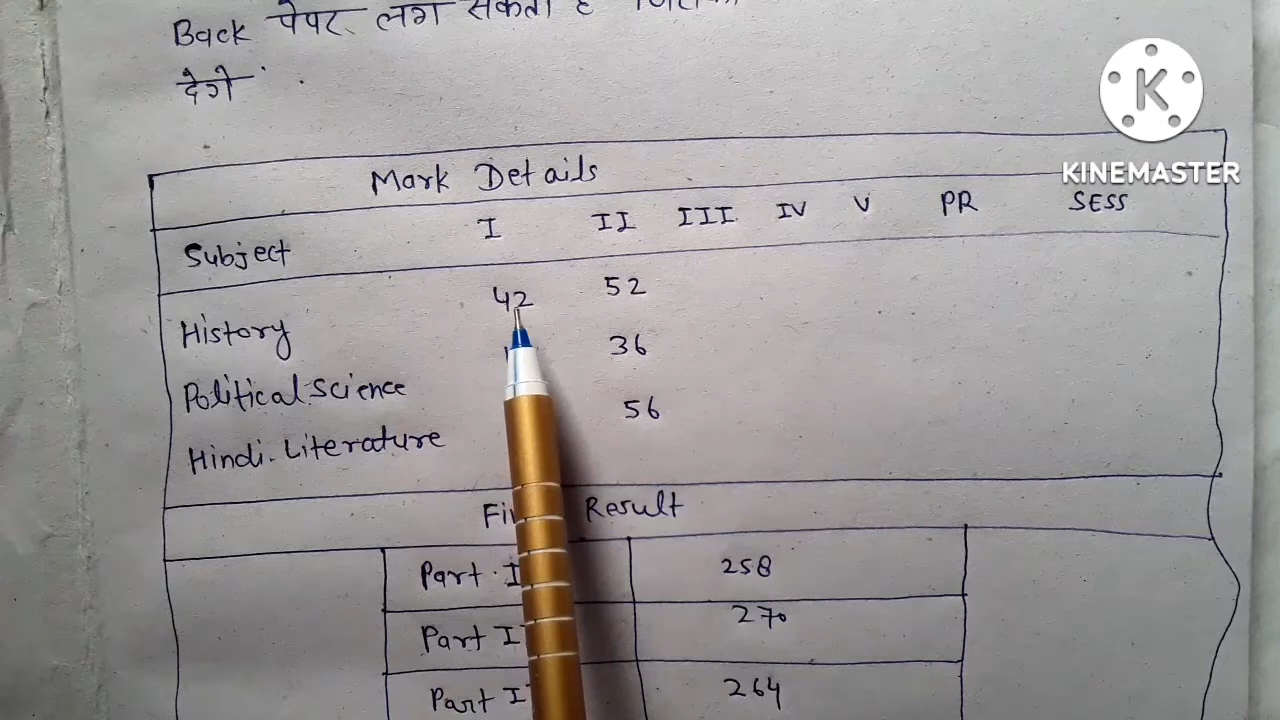 Back पेपर लग सकता है
देगे
K
KINEMASTER
Mark Details
Subject I II III IV V PR SESS
History 42 52
Political Science 36
Hindi. Literature 56
Result
Part. I 258
Part 270
Part 264